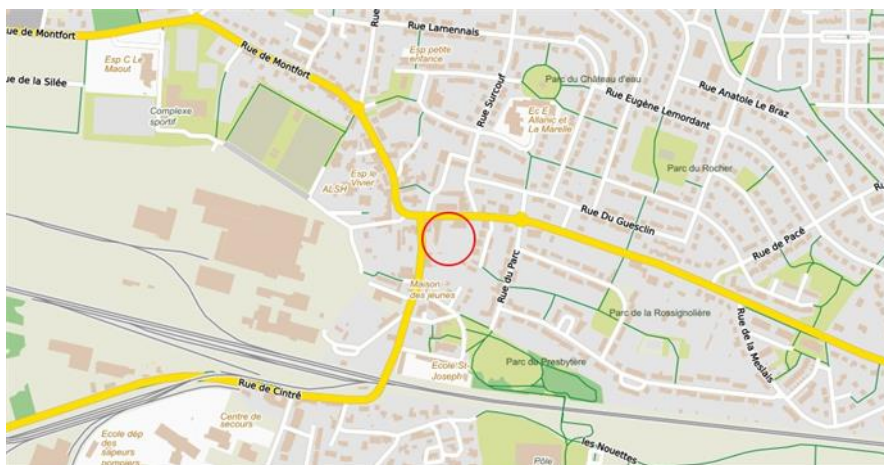 Rue Lamennais
ue de Montfort
Rue de Montfort
Esp C Le
Maout
Esp petite
enfance
ue de la Silée
Complexe
sportif
Rue Surcouf
Parc du Château d'eau
Rue Anatole Le Braz
Rue Eugène Lemordant
Ec E
Allanic et
La Marelle
Parc du Rocher
Esp le
Vivier
ALSH
Rue Du Guesclin
Rue de Pacé
Ru
Maison
des jeunes
Rue du Parc
Parc de la Rossignolière
Rue de la Meslais
Ecole St
Josephs
Parc du Presbytère
Rue de Cintré
Centre de
secours
Ecole dép
des
sapeurs
pompiers
les Nouettes
Pôle